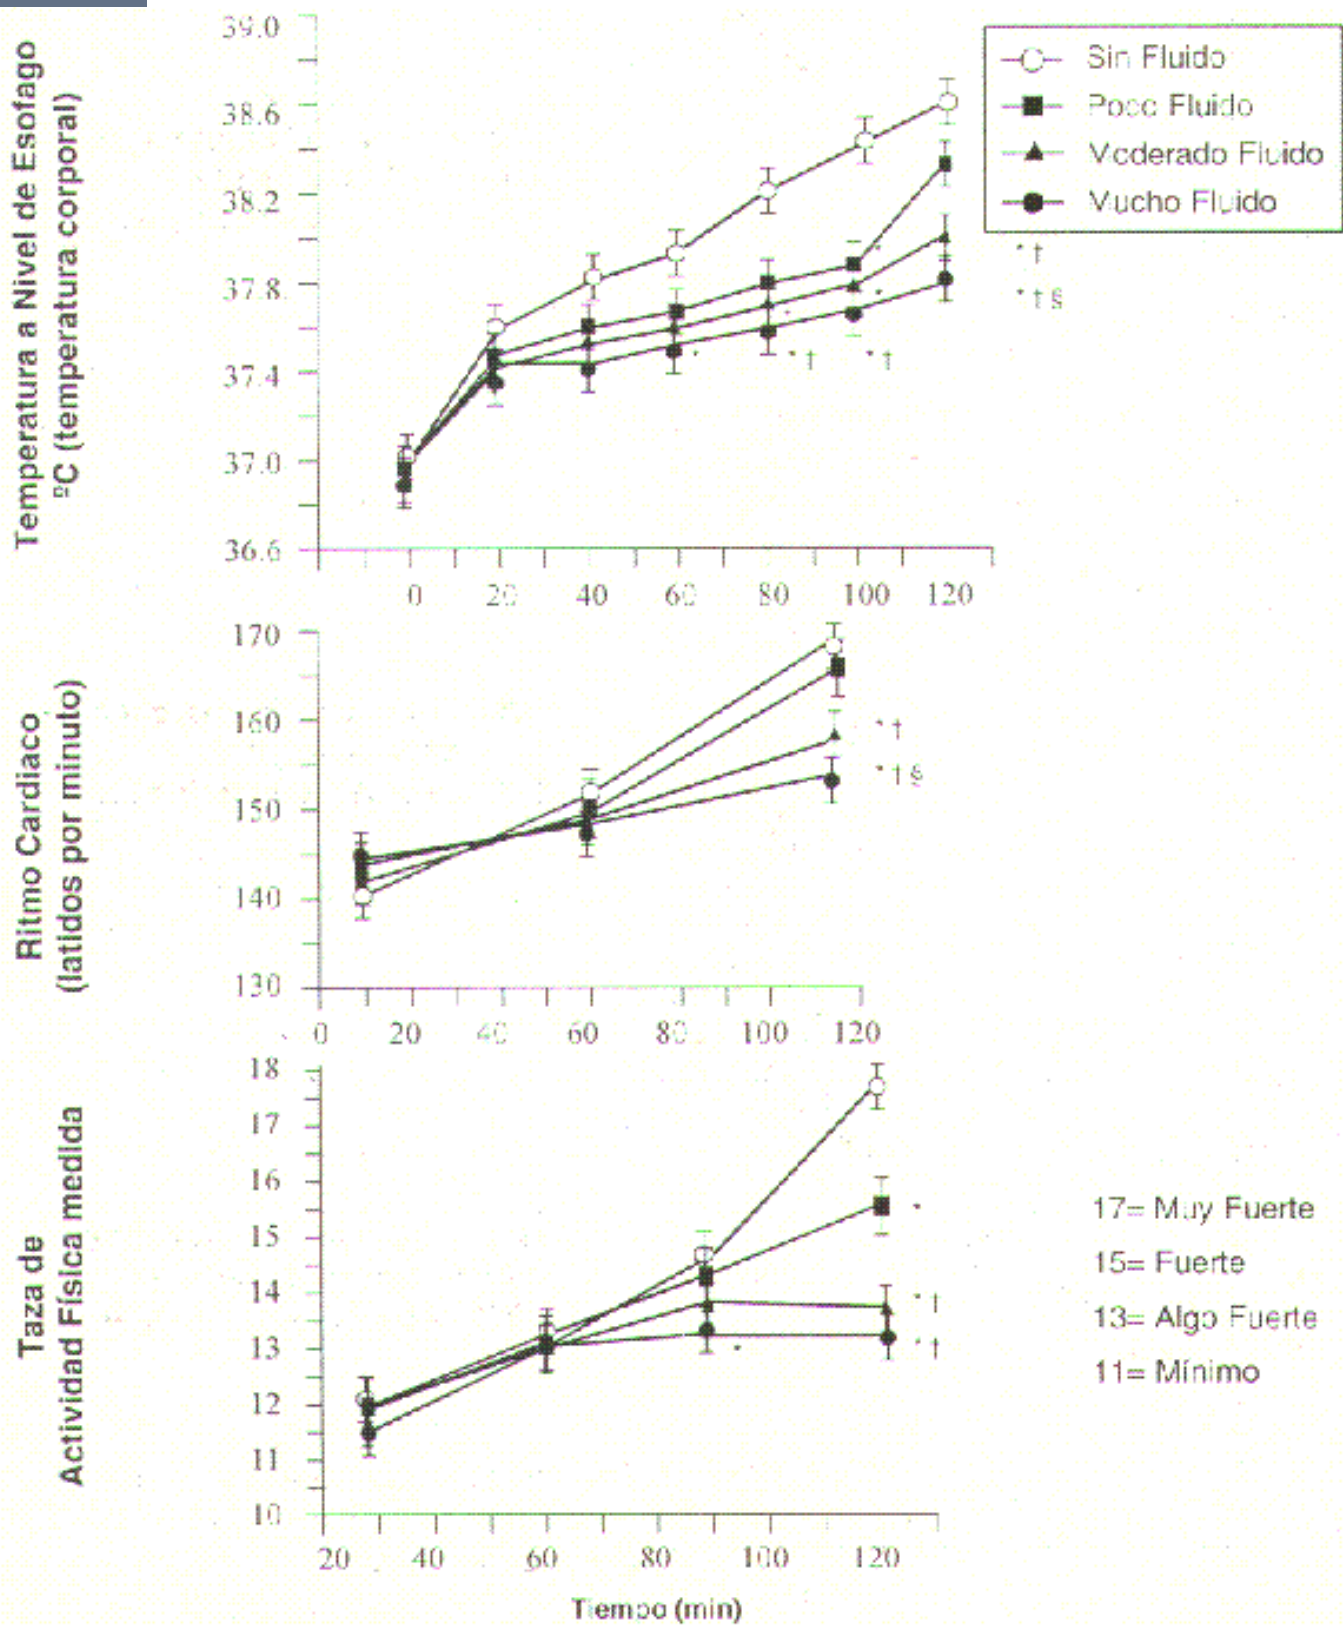 Temperatura a Nivel de Esofago
ºC (temperatura corporal)
39.0
38.6
38.2
37.8
37.4
37.0
36.6
0 20 40 60 80 100 120
Sin Fluido
Poco Fluido
Moderado Fluido
Mucho Fluido
* †
* † §
* * † * †
Ritmo Cardiaco
(latidos por minuto)
170
160
150
140
130
0 20 40 60 80 100 120
* †
* † §
Taza de
Actividad Física medida
18
17
16
15
14
13
12
11
10
20 40 60 80 100 120
*
* †
* †
*
17= Muy Fuerte
15= Fuerte
13= Algo Fuerte
11= Mínimo
Tiempo (min)